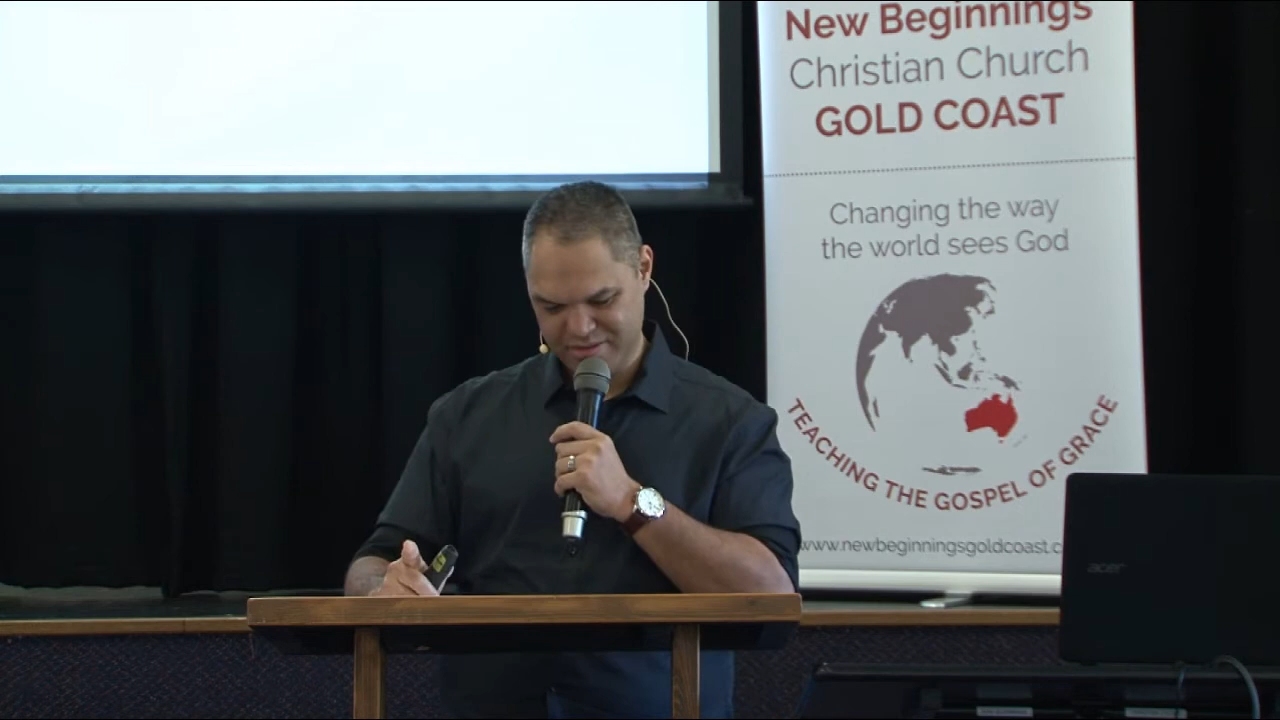 New Beginnings
Christian Church
GOLD COAST
Changing the way
the world sees God
TEACHING THE GOSPEL OF GRACE
www.newbeginningsgoldcoast.c
acer